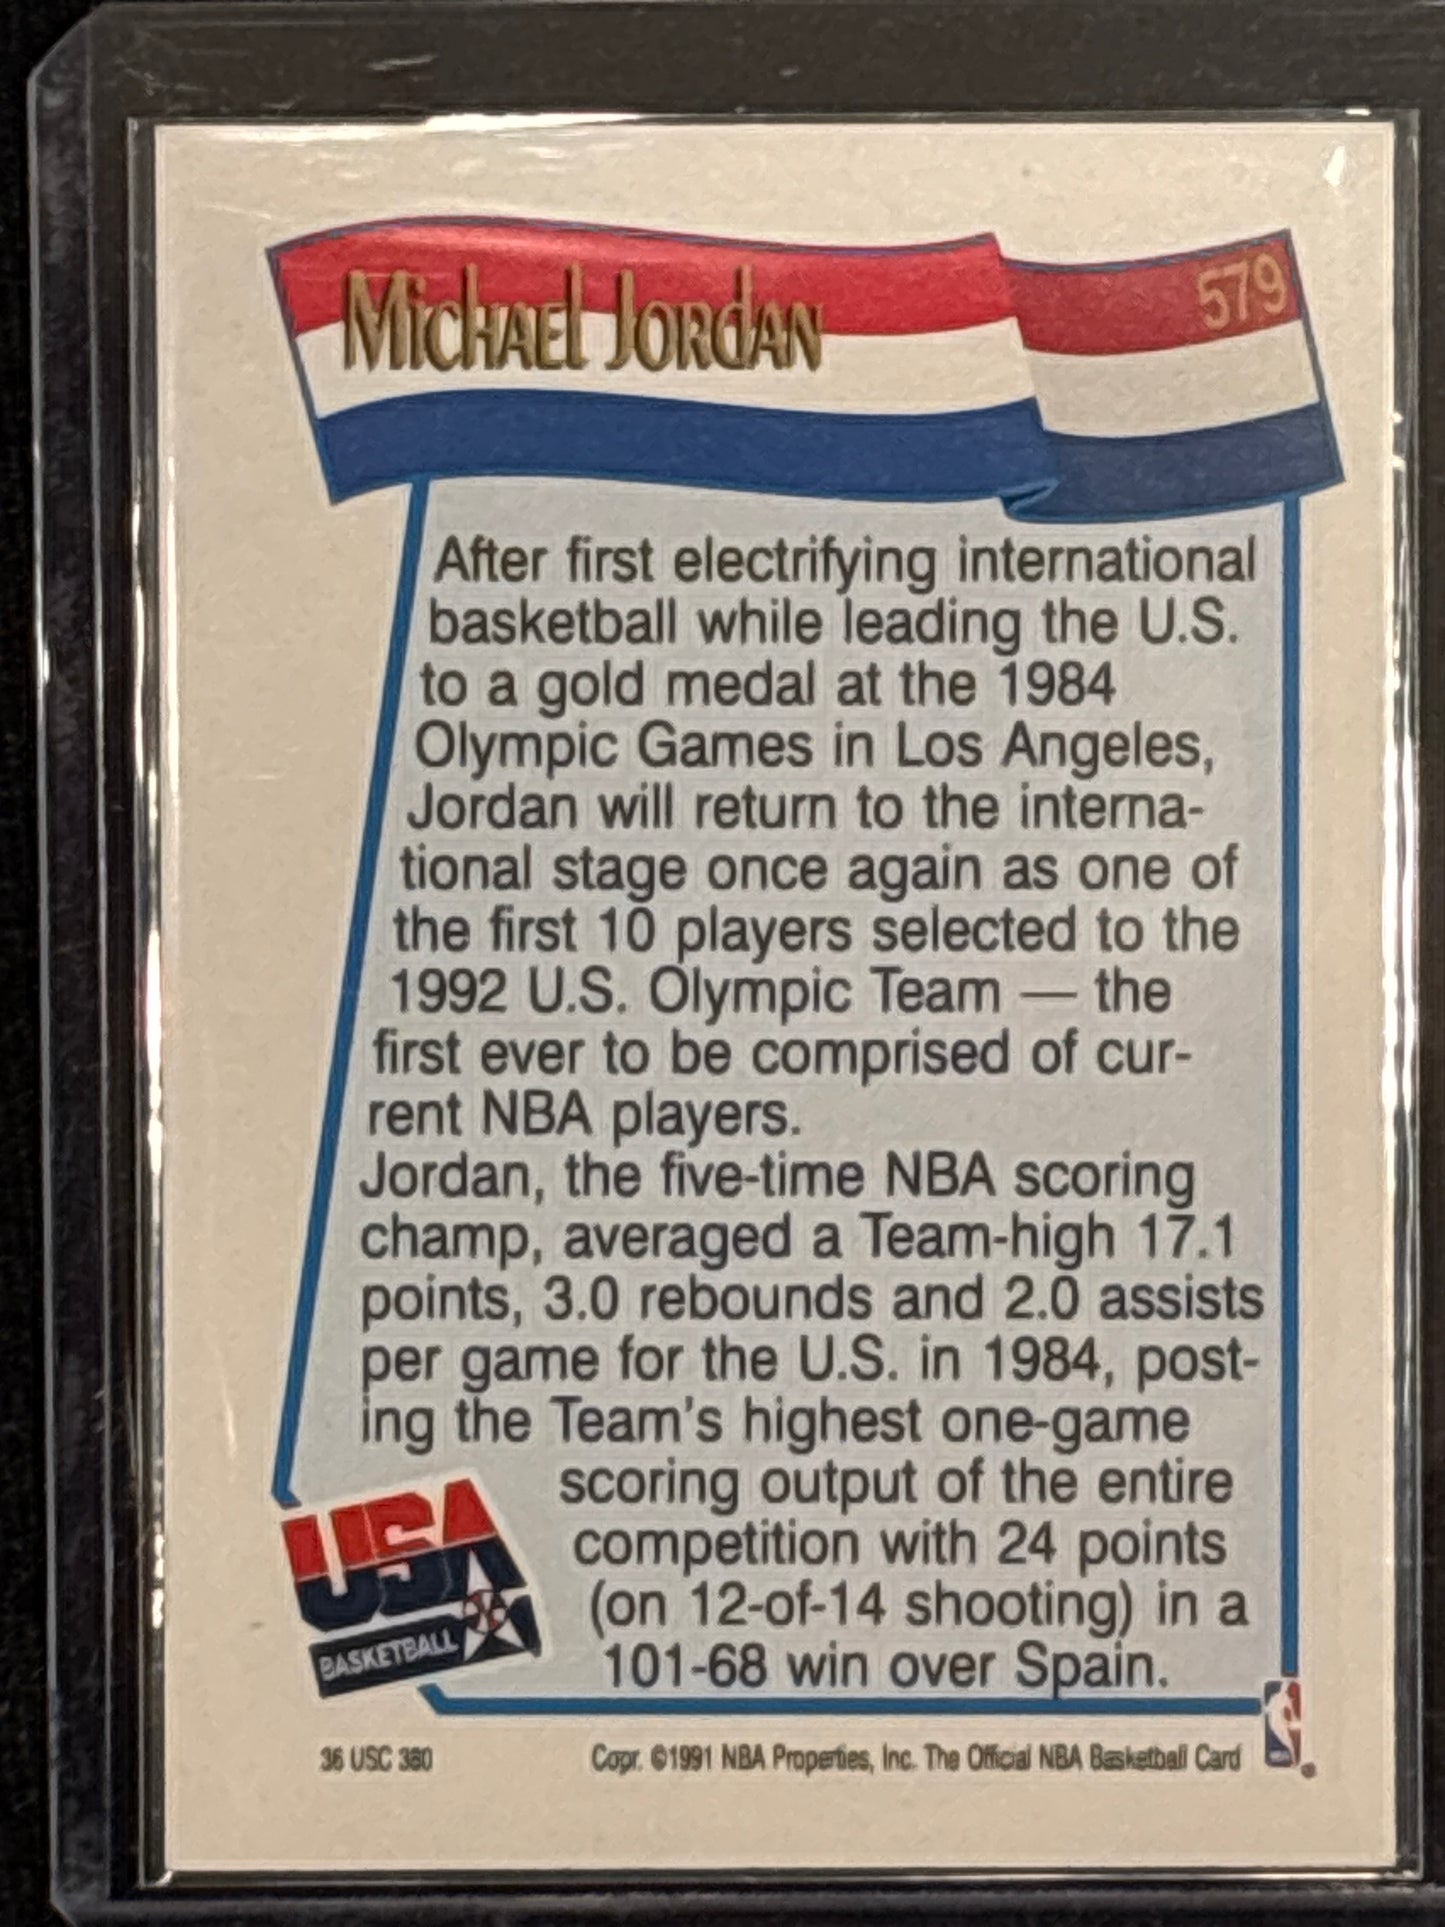 Michael Jordan
579
After first electrifying international
basketball while leading the U.S.
to a gold medal at the 1984
Olympic Games in Los Angeles,
Jordan will return to the interna-
tional stage once again as one of
the first 10 players selected to the
1992 U.S. Olympic Team — the
first ever to be comprised of cur-
rent NBA players.
Jordan, the five-time NBA scoring
champ, averaged a Team-high 17.1
points, 3.0 rebounds and 2.0 assists
per game for the U.S. in 1984, post-
ing the Team's highest one-game
scoring output of the entire
competition with 24 points
(on 12-of-14 shooting) in a
101-68 win over Spain.
USA
BASKETBALL
36 USC 380
Copr. ©1991 NBA Properties, Inc. The Official NBA Basketball Card